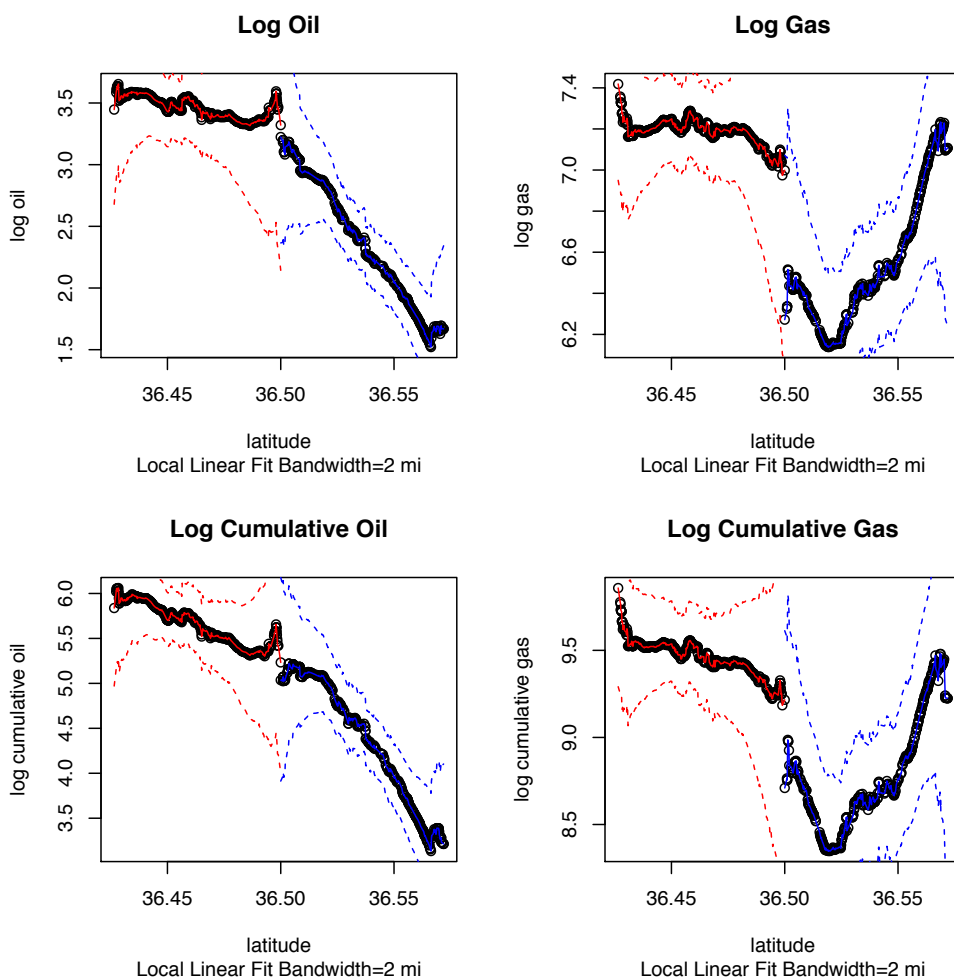 Log Oil
log oil
3.5
3.0
2.5
2.0
1.5
36.45
36.50
36.55
latitude
Local Linear Fit Bandwidth=2 mi
Log Gas
log gas
7.4
7.0
6.6
6.2
36.45
36.50
36.55
latitude
Local Linear Fit Bandwidth=2 mi
Log Cumulative Oil
log cumulative oil
6.0
5.5
5.0
4.5
4.0
3.5
36.45
36.50
36.55
latitude
Local Linear Fit Bandwidth=2 mi
Log Cumulative Gas
log cumulative gas
9.5
9.0
8.5
36.45
36.50
36.55
latitude
Local Linear Fit Bandwidth=2 mi